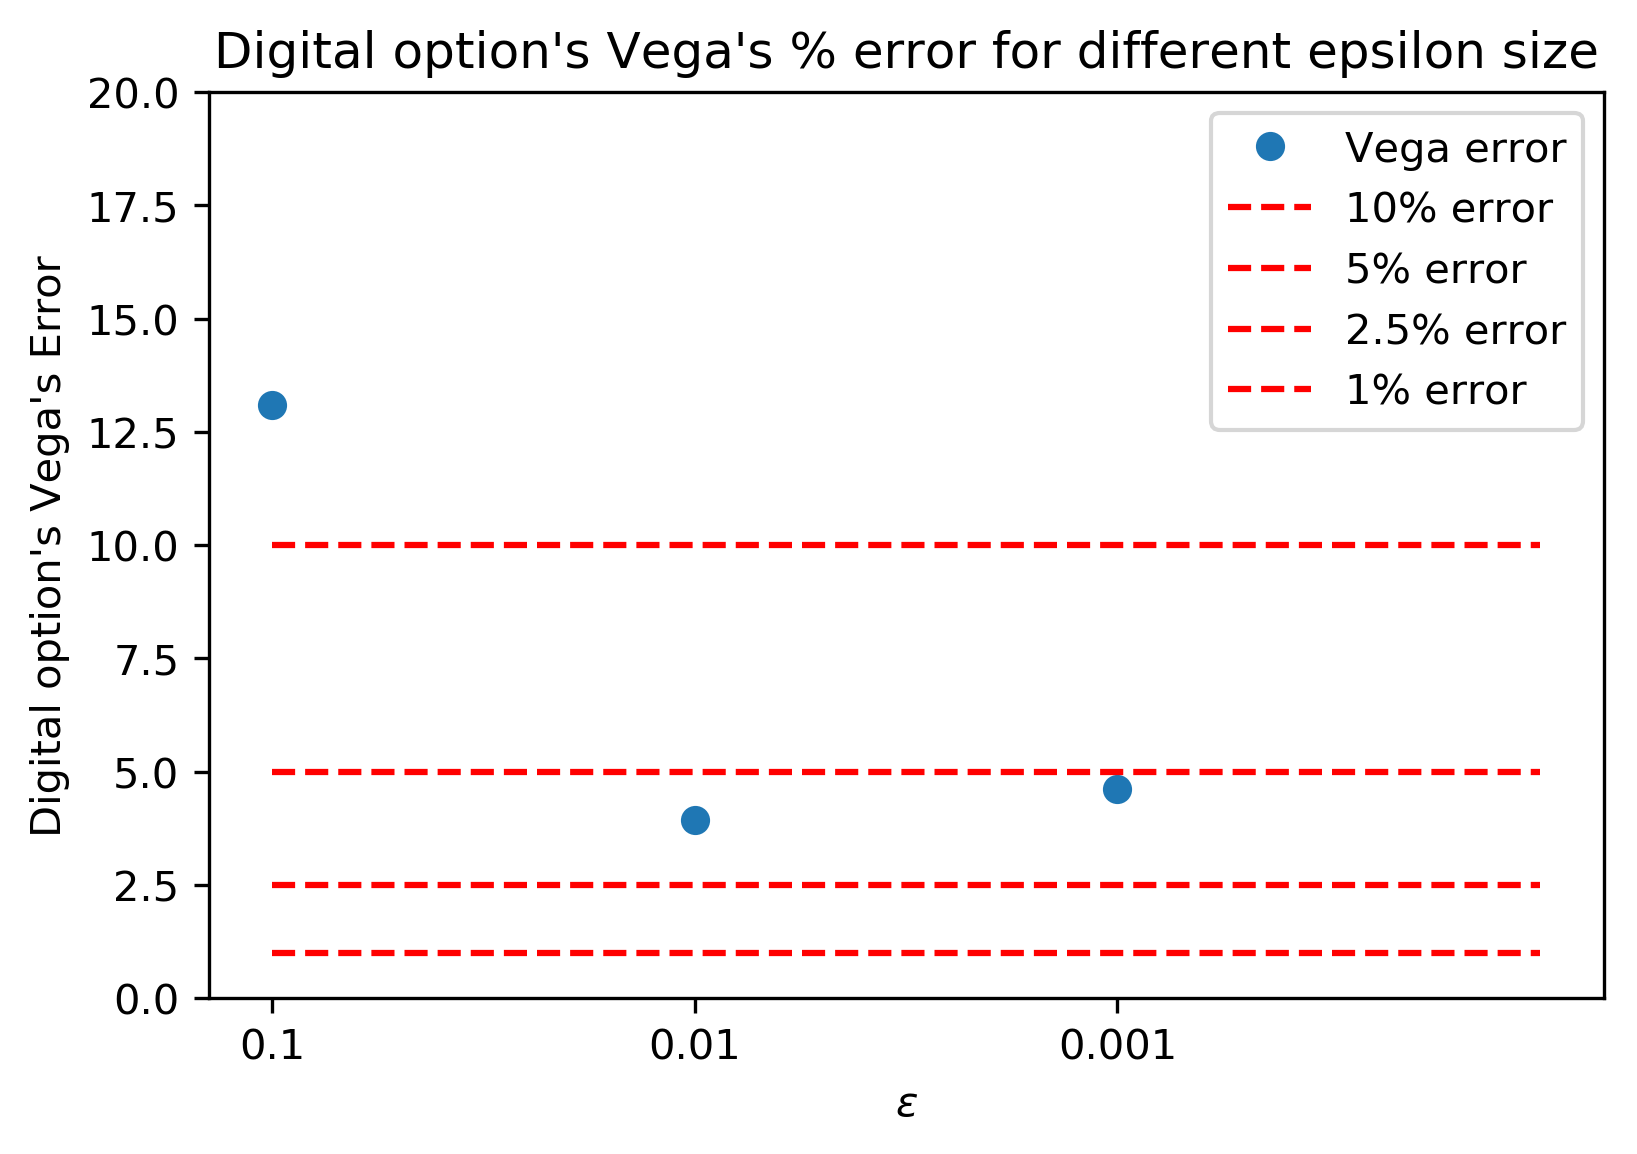 Digital option's Vega's % error for different epsilon size
20.0
17.5
15.0
12.5
10.0
7.5
5.0
2.5
0.0
Digital option's Vega's Error
Vega error
10% error
5% error
2.5% error
1% error
0.1
0.01
0.001
ε